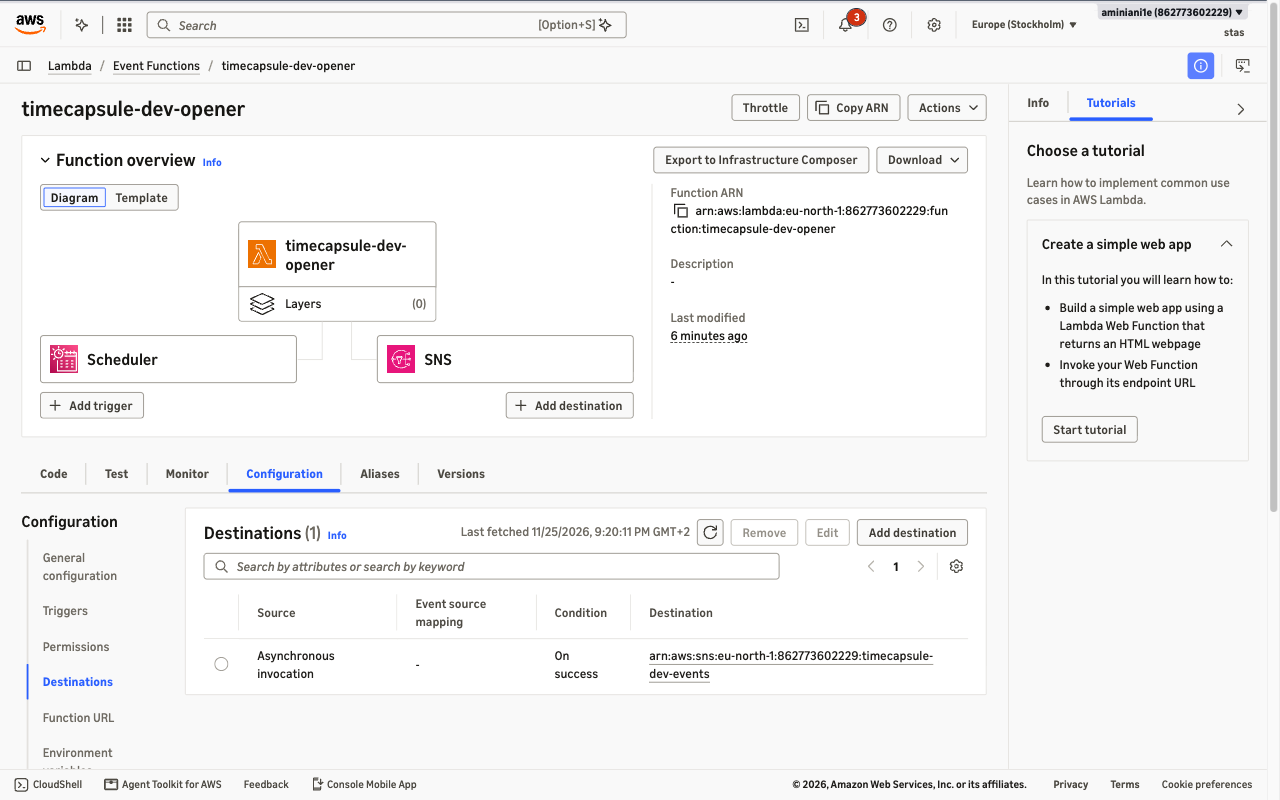 aws
Search
[Option+S]
3
Europe (Stockholm) ▼
aminiani1e (862773602229) ▼
stas
Lambda / Event Functions / timecapsule-dev-opener
timecapsule-dev-opener
Throttle
Copy ARN
Actions
Function overview Info
Export to Infrastructure Composer
Download
Diagram
Template
timecapsule-dev-
opener
Layers
(0)
Scheduler
SNS
+ Add trigger
+ Add destination
Function ARN
arn:aws:lambda:eu-north-1:862773602229:fun
ction:timecapsule-dev-opener
Description
-
Last modified
6 minutes ago
Code
Test
Monitor
Configuration
Aliases
Versions
Configuration
General
configuration
Triggers
Permissions
Destinations
Function URL
Environment
Destinations (1) Info
Last fetched 11/25/2026, 9:20:11 PM GMT+2
Remove
Edit
Add destination
Search by attributes or search by keyword
1
Source
Event source
mapping
Condition
Destination
Asynchronous
invocation
-
On
success
arn:aws:sns:eu-north-1:862773602229:timecapsule-
dev-events
Info
Tutorials
Choose a tutorial
Learn how to implement common use
cases in AWS Lambda.
Create a simple web app
In this tutorial you will learn how to:
• Build a simple web app using a
Lambda Web Function that
returns an HTML webpage
• Invoke your Web Function
through its endpoint URL
Start tutorial
CloudShell
Agent Toolkit for AWS
Feedback
Console Mobile App
© 2026, Amazon Web Services, Inc. or its affiliates.
Privacy
Terms
Cookie preferences